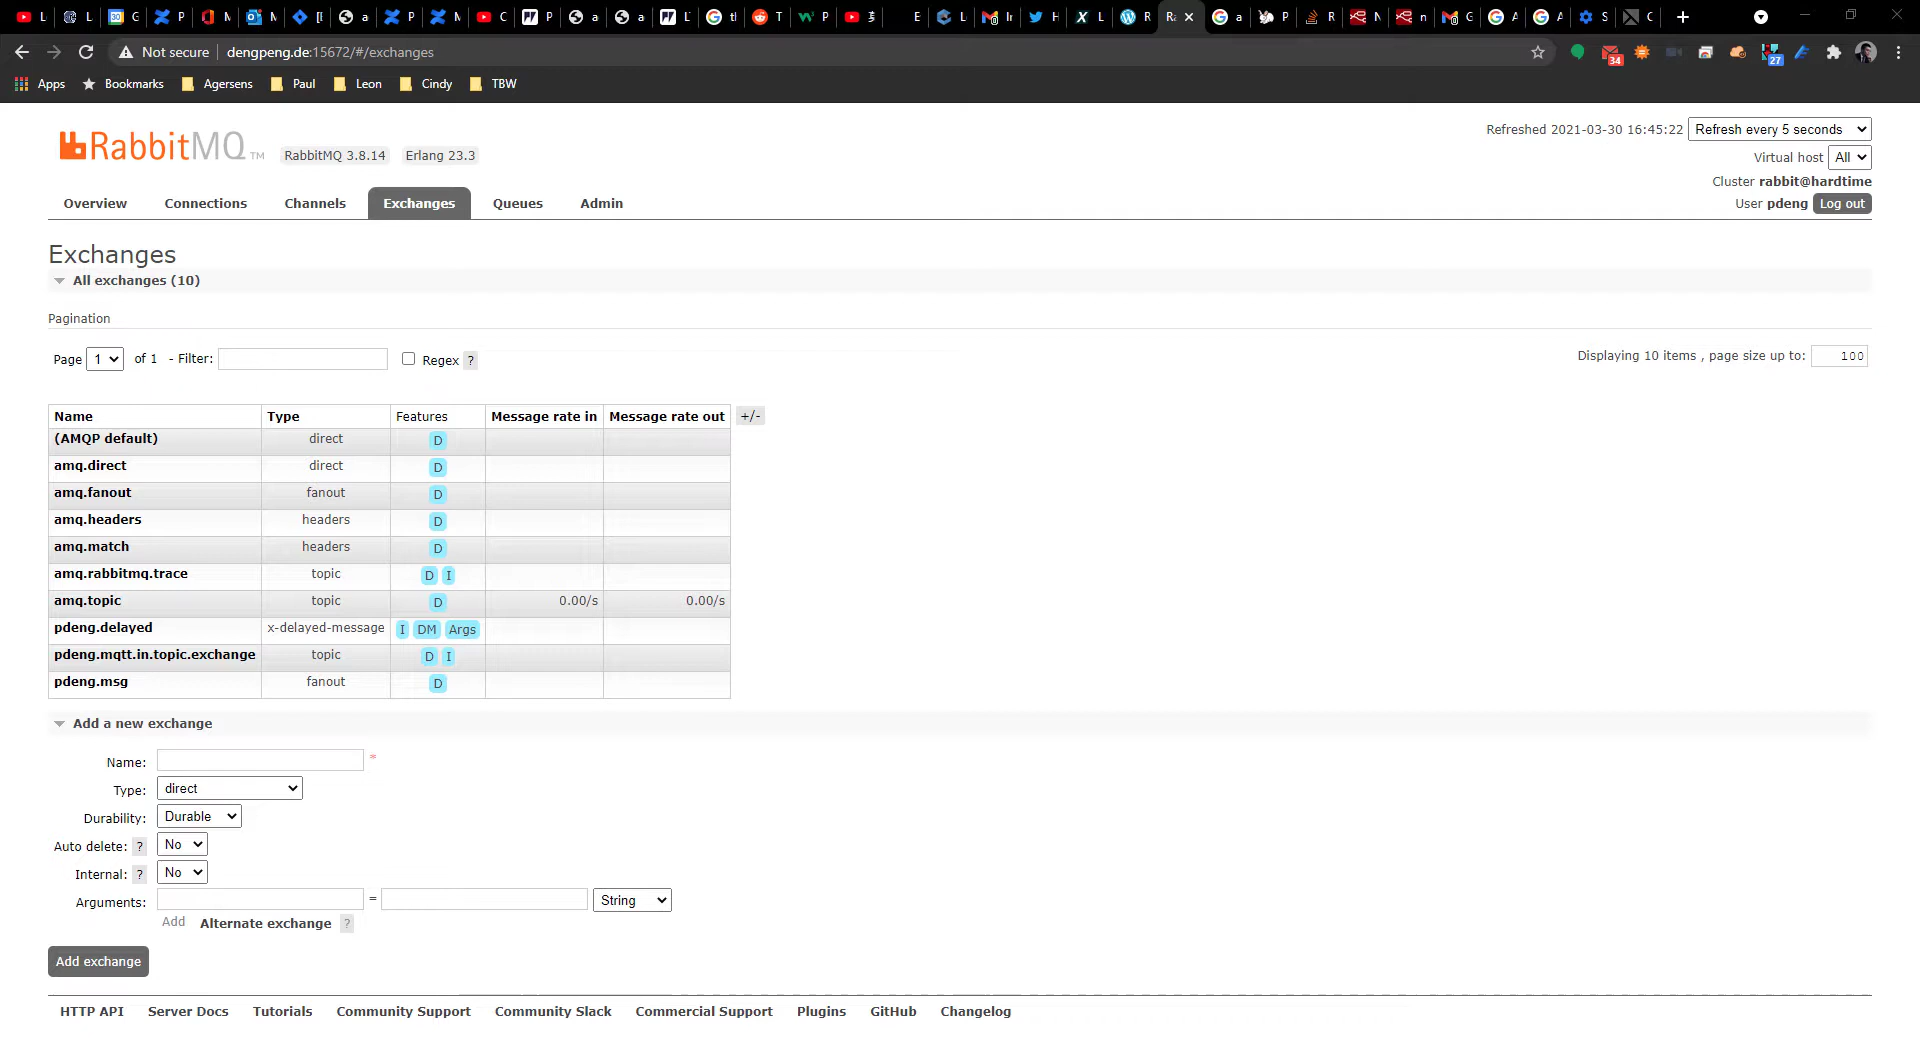 Not secure | dengpeng.de:15672/#/exchanges
34
27
Apps Bookmarks Agersens Paul Leon Cindy TBW
RabbitMQ TM RabbitMQ 3.8.14 Erlang 23.3
Refreshed 2021-03-30 16:45:22 Refresh every 5 seconds
Virtual host All
Cluster rabbit@hardtime
User pdeng Log out
Overview Connections Channels Exchanges Queues Admin
Exchanges
All exchanges (10)
Pagination
Page 1 of 1 - Filter: Regex ?
Displaying 10 items , page size up to: 100
Name Type Features Message rate in Message rate out +/-
(AMQP default) direct D
amq.direct direct D
amq.fanout fanout D
amq.headers headers D
amq.match headers D
amq.rabbitmq.trace topic D I
amq.topic topic D 0.00/s 0.00/s
pdeng.delayed x-delayed-message I DM Args
pdeng.mqtt.in.topic.exchange topic D I
pdeng.msg fanout D
Add a new exchange
Name: *
Type: direct
Durability: Durable
Auto delete: ? No
Internal: ? No
Arguments: = String
Add Alternate exchange ?
Add exchange
HTTP API Server Docs Tutorials Community Support Community Slack Commercial Support Plugins GitHub Changelog